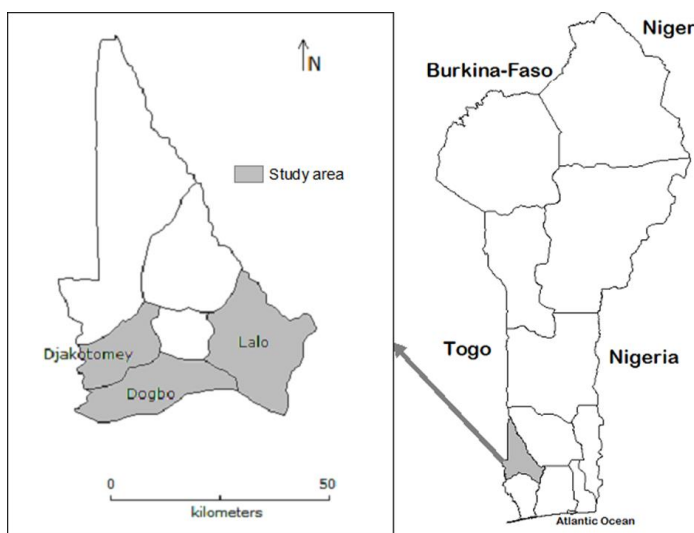 N
Study area
Djakotomey
Lalo
Dogbo
0
50
kilometers
Niger
Burkina-Faso
Togo
Nigeria
Atlantic Ocean